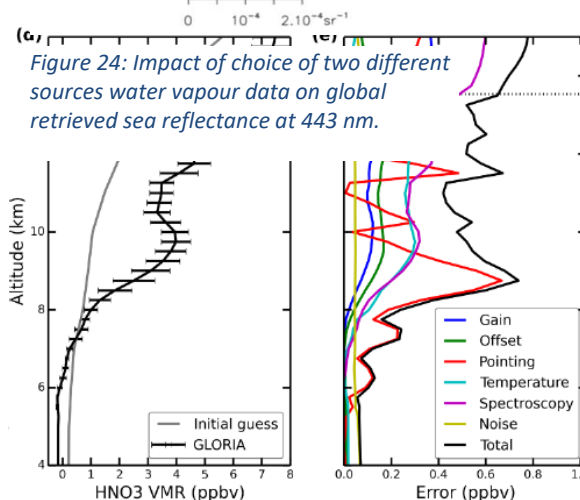 0 10⁻⁴ 2.10⁻⁴sr⁻¹
(d) (e)
Figure 24: Impact of choice of two different
sources water vapour data on global
retrieved sea reflectance at 443 nm.
Altitude (km)
10
8
6
4
Initial guess
GLORIA
0 1 2 3 4 5 6 7 8
HNO3 VMR (ppbv)
Gain
Offset
Pointing
Temperature
Spectroscopy
Noise
Total
0.0 0.2 0.4 0.6 0.8
Error (ppbv)